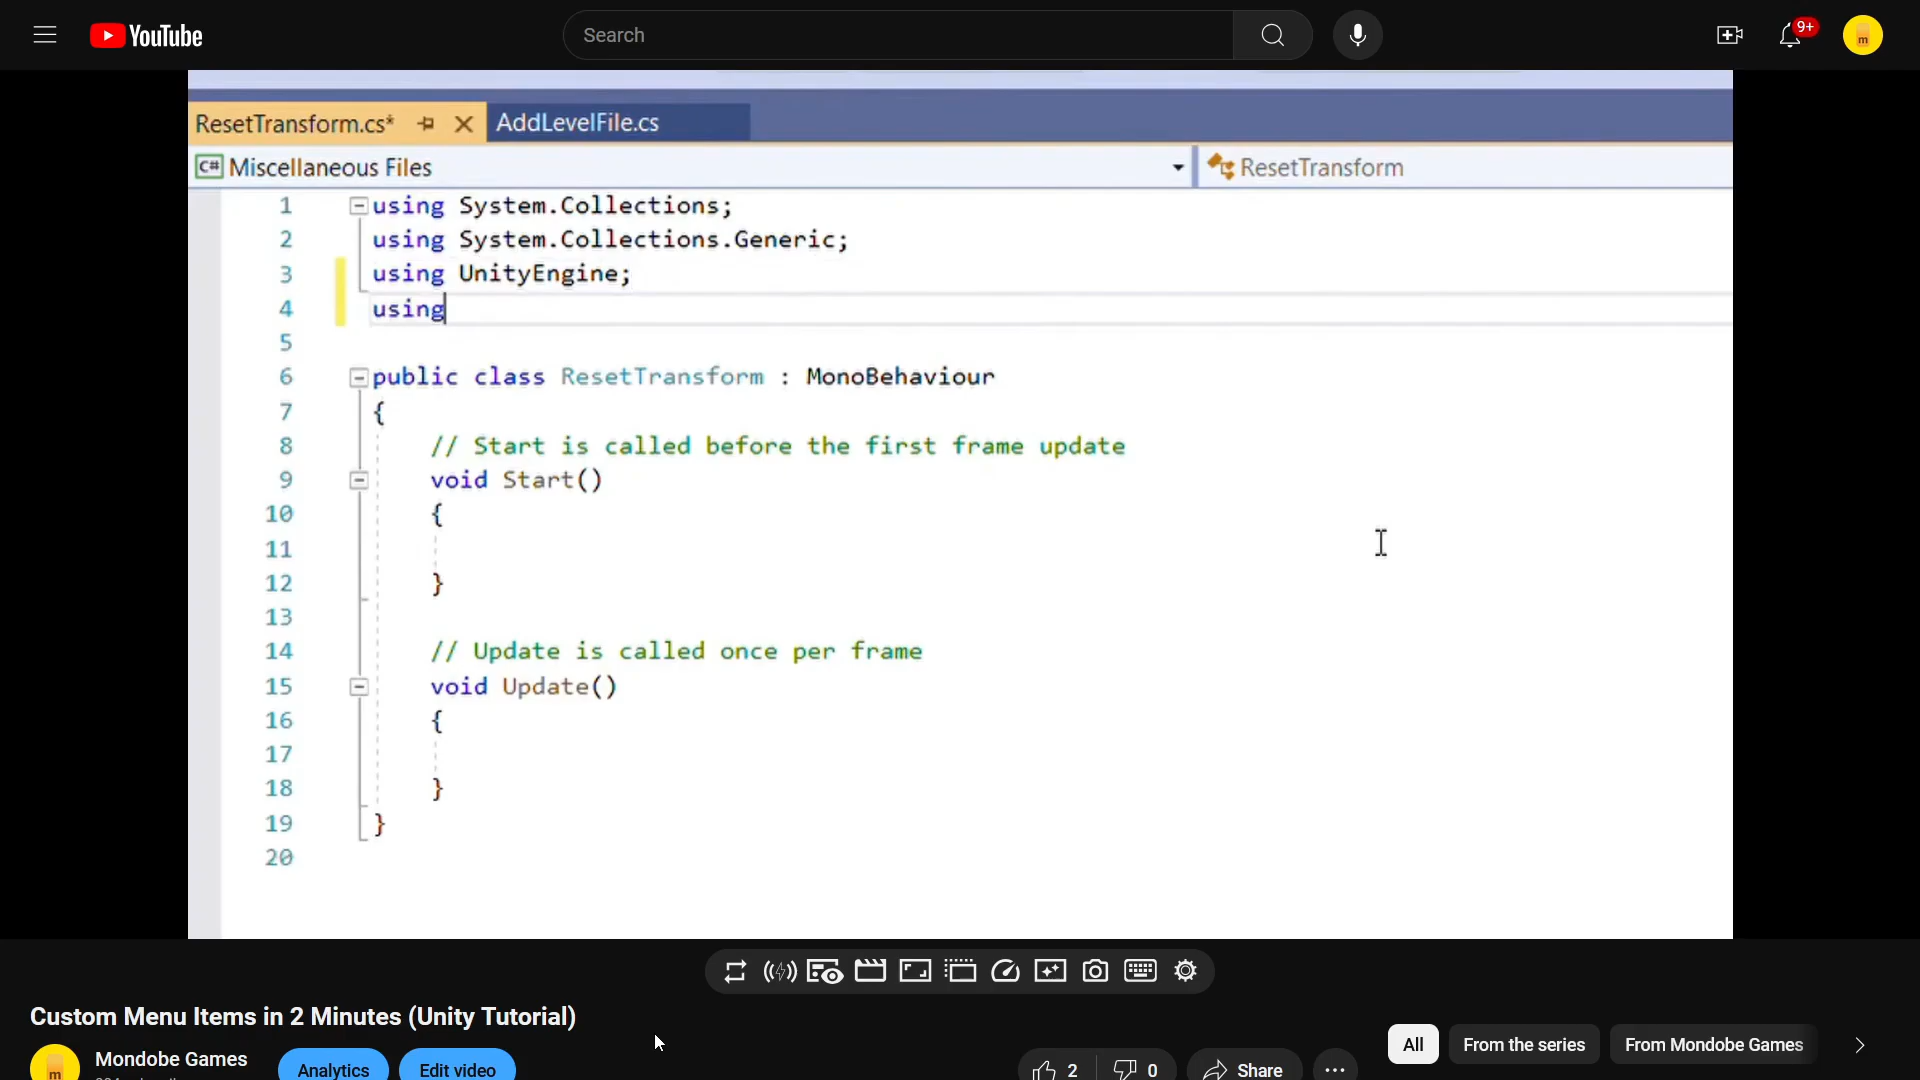 YouTube
Search
9+
m
ResetTransform.cs*
AddLevelFile.cs
C# Miscellaneous Files
ResetTransform
1 using System.Collections;
2 using System.Collections.Generic;
3 using UnityEngine;
4 using
5
6 public class ResetTransform : MonoBehaviour
7 {
8 // Start is called before the first frame update
9 void Start()
10 {
11
12 }
13
14 // Update is called once per frame
15 void Update()
16 {
17
18 }
19 }
20
Custom Menu Items in 2 Minutes (Unity Tutorial)
All
From the series
From Mondobe Games
m
Mondobe Games
Analytics
Edit video
2
0
Share